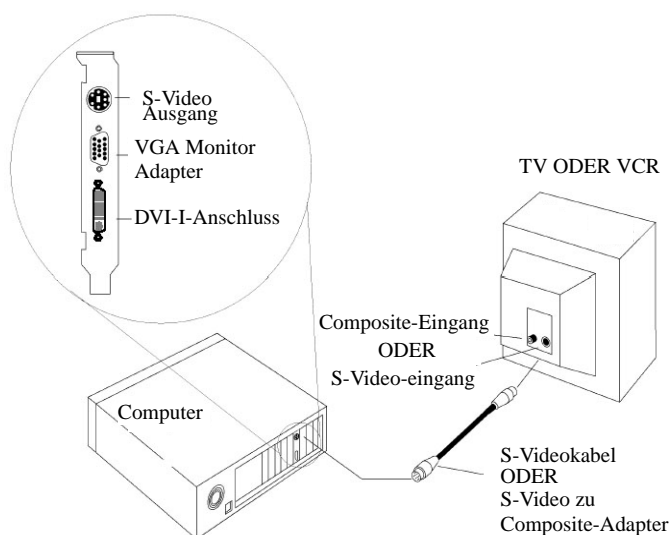 S-Video
Ausgang
VGA Monitor
Adapter
DVI-I-Anschluss
TV ODER VCR
Composite-Eingang
ODER
S-Video-eingang
Computer
S-Videokabel
ODER
S-Video zu
Composite-Adapter